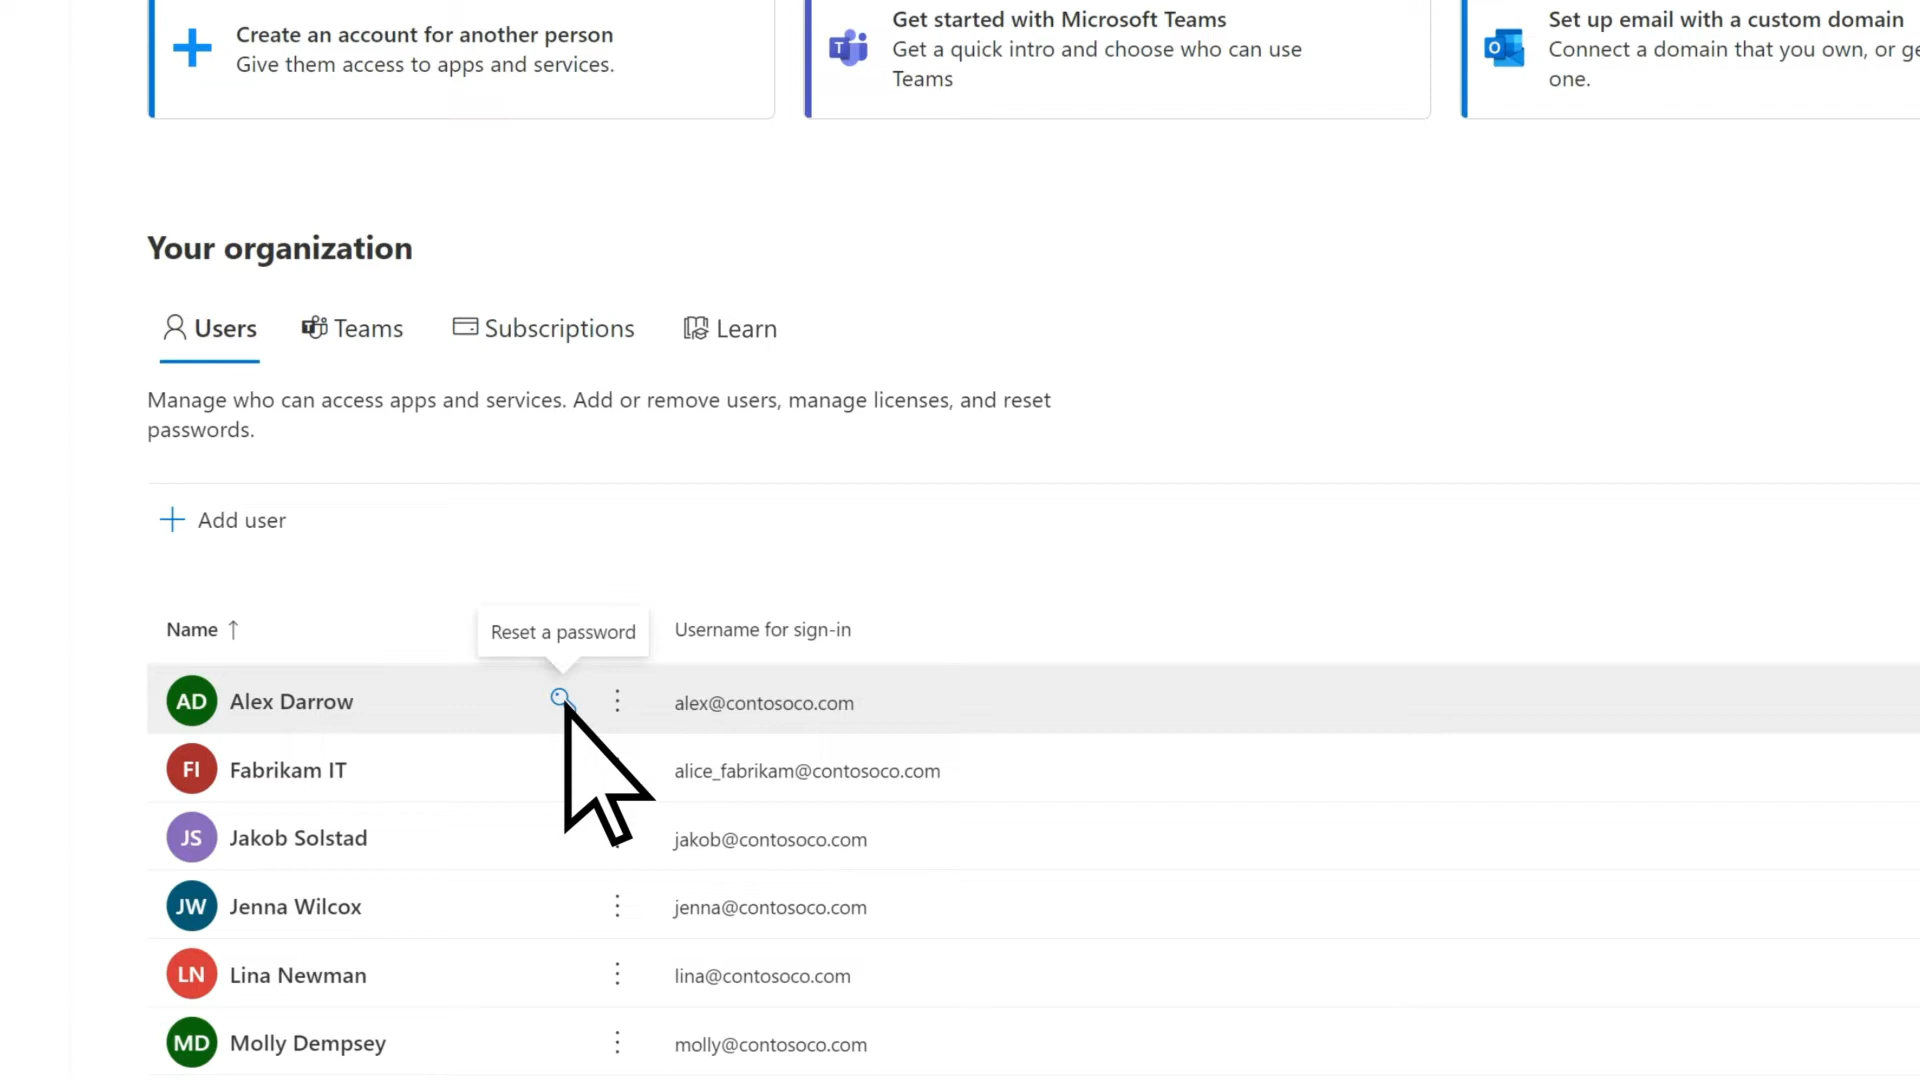 Create an account for another person
Give them access to apps and services.
Get started with Microsoft Teams
Get a quick intro and choose who can use
Teams
Set up email with a custom domain
Connect a domain that you own, or ge
one.
Your organization
Users
Teams
Subscriptions
Learn
Manage who can access apps and services. Add or remove users, manage licenses, and reset
passwords.
Add user
Name ↑
Reset a password
Username for sign-in
AD Alex Darrow alex@contosoco.com
FI Fabrikam IT alice_fabrikam@contosoco.com
JS Jakob Solstad jakob@contosoco.com
JW Jenna Wilcox jenna@contosoco.com
LN Lina Newman lina@contosoco.com
MD Molly Dempsey molly@contosoco.com